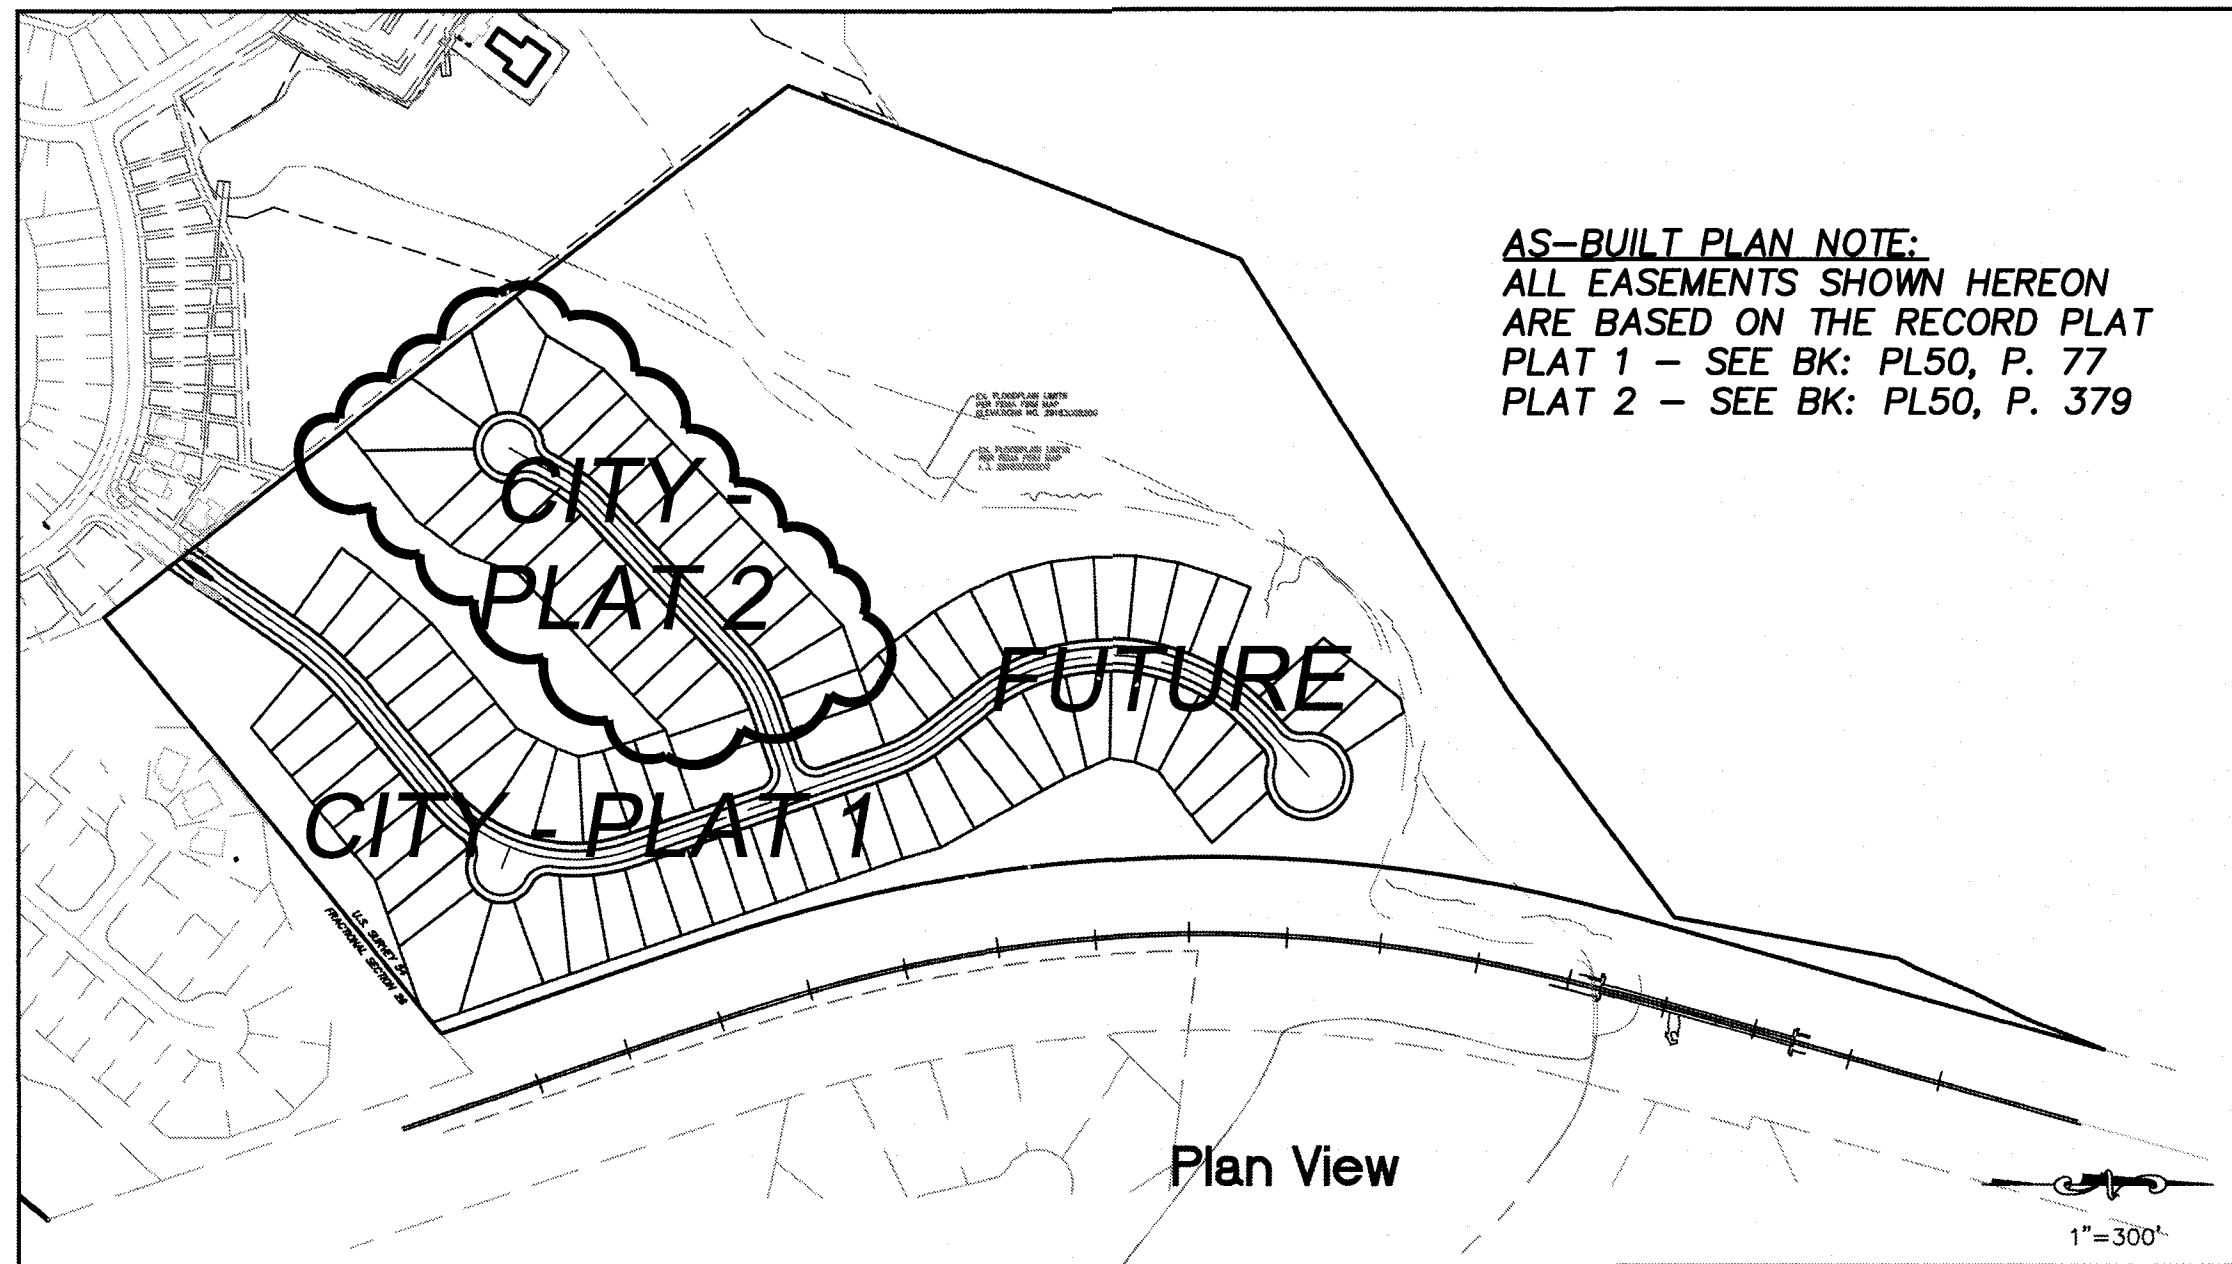 AS-BUILT PLAN NOTE:
ALL EASEMENTS SHOWN HEREON
ARE BASED ON THE RECORD PLAT
PLAT 1 - SEE BK: PL50, P. 77
PLAT 2 - SEE BK: PL50, P. 379
CITY -
PLAT 2
FUTURE
CITY - PLAT 1
U.S. SURVEY
FRACTIONAL SECTION
Plan View
1"=300'